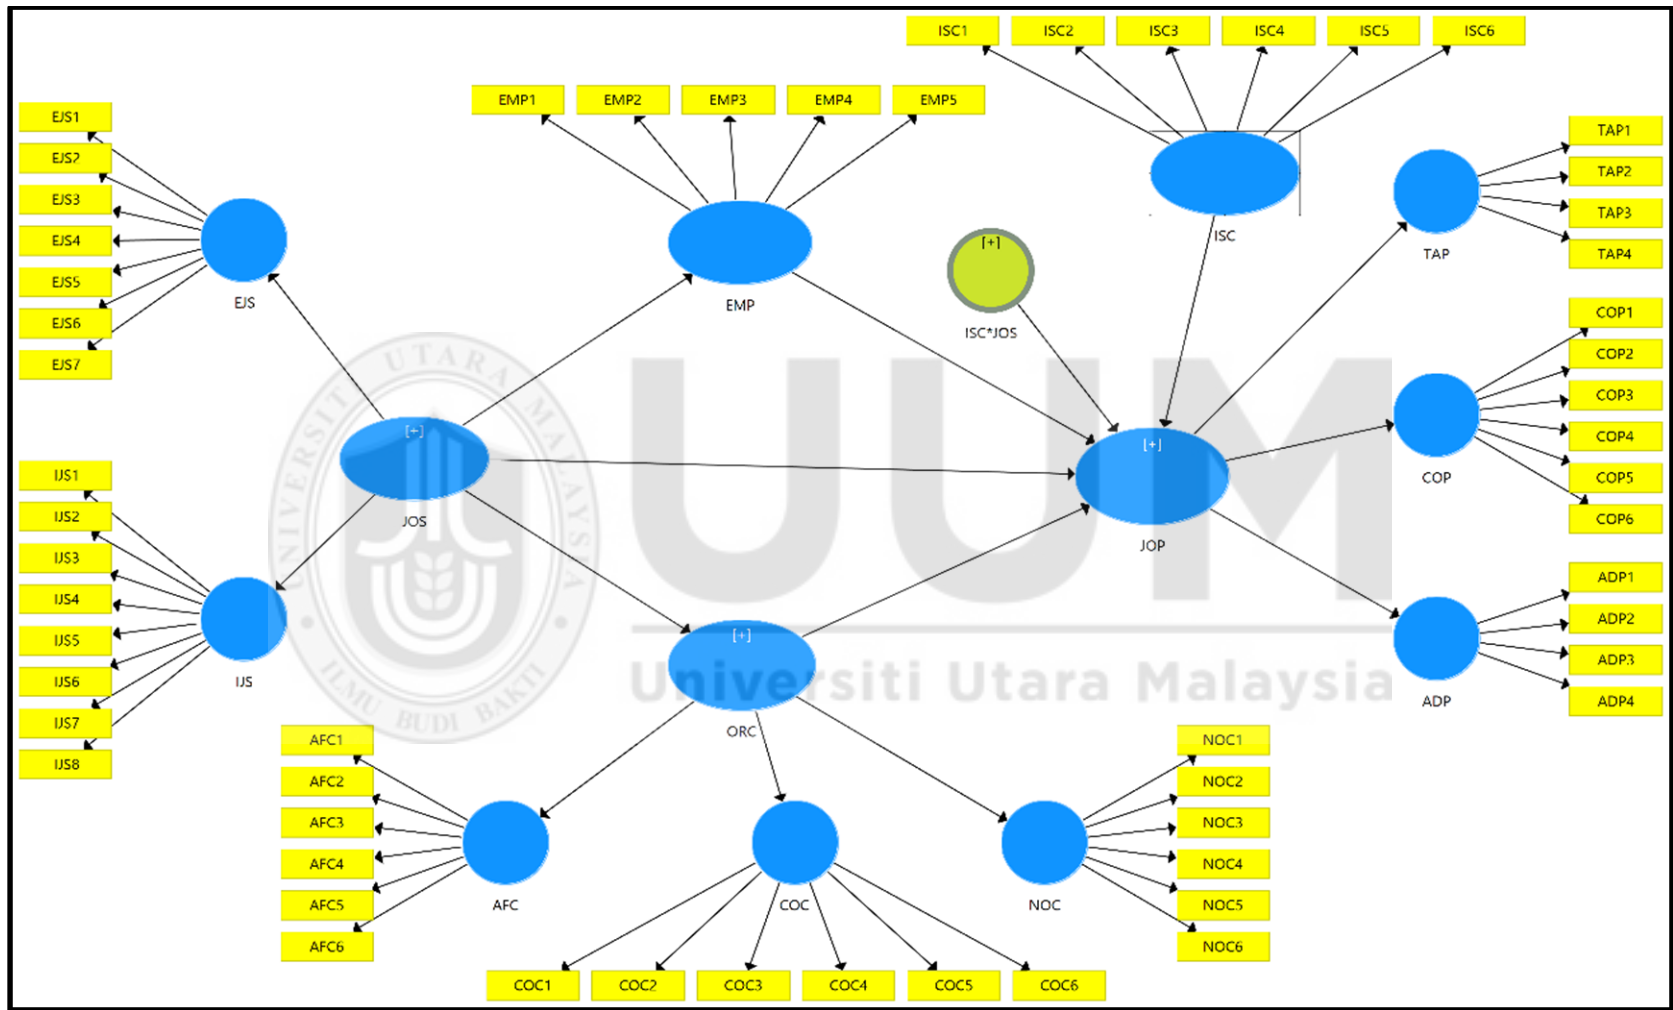 ISC1 ISC2 ISC3 ISC4 ISC5 ISC6
EMP1 EMP2 EMP3 EMP4 EMP5
EJS1
EJS2
EJS3
EJS4
EJS5
EJS6
EJS7
EJS
EMP
[+]
ISC*JOS
ISC
TAP1
TAP2
TAP3
TAP4
TAP
COP1
COP2
COP3
COP4
COP5
COP6
COP
[+]
JOS
[+]
JOP
IJS1
IJS2
IJS3
IJS4
IJS5
IJS6
IJS7
IJS8
IJS
[+]
ORC
ADP1
ADP2
ADP3
ADP4
ADP
UNIVERSITI UTARA MALAYSIA
ILMU BUDI BAKTI
UUM
Universiti Utara Malaysia
AFC1
AFC2
AFC3
AFC4
AFC5
AFC6
AFC
COC
COC1 COC2 COC3 COC4 COC5 COC6
NOC
NOC1
NOC2
NOC3
NOC4
NOC5
NOC6